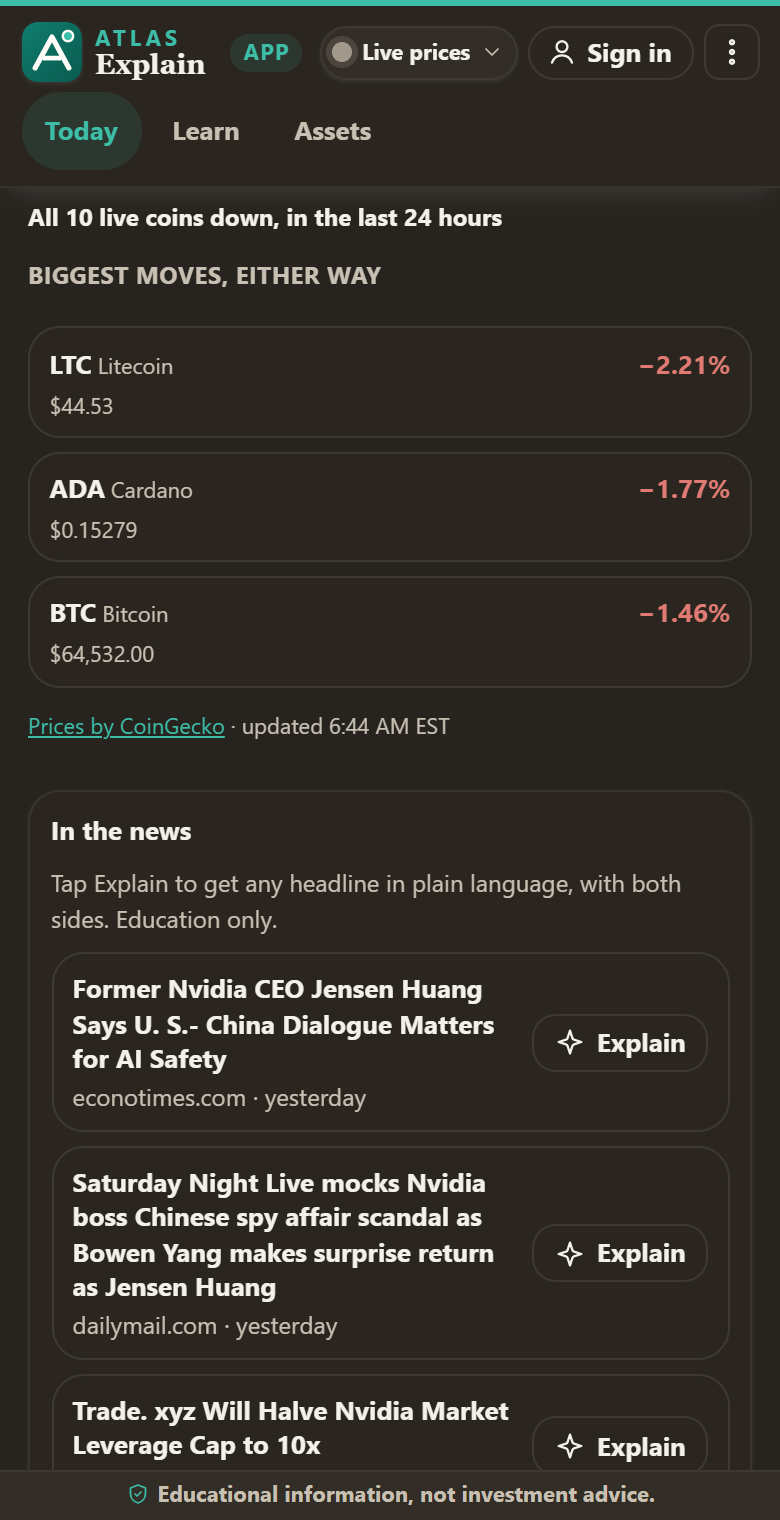 ATLAS
Explain
APP
Live prices
Sign in
Today
Learn
Assets
All 10 live coins down, in the last 24 hours
BIGGEST MOVES, EITHER WAY
LTC Litecoin
−2.21%
$44.53
ADA Cardano
−1.77%
$0.15279
BTC Bitcoin
−1.46%
$64,532.00
Prices by CoinGecko · updated 6:44 AM EST
In the news
Tap Explain to get any headline in plain language, with both
sides. Education only.
Former Nvidia CEO Jensen Huang
Says U. S.- China Dialogue Matters
for AI Safety
econotimes.com · yesterday
Explain
Saturday Night Live mocks Nvidia
boss Chinese spy affair scandal as
Bowen Yang makes surprise return
as Jensen Huang
dailymail.com · yesterday
Explain
Trade. xyz Will Halve Nvidia Market
Leverage Cap to 10x
Explain
Educational information, not investment advice.